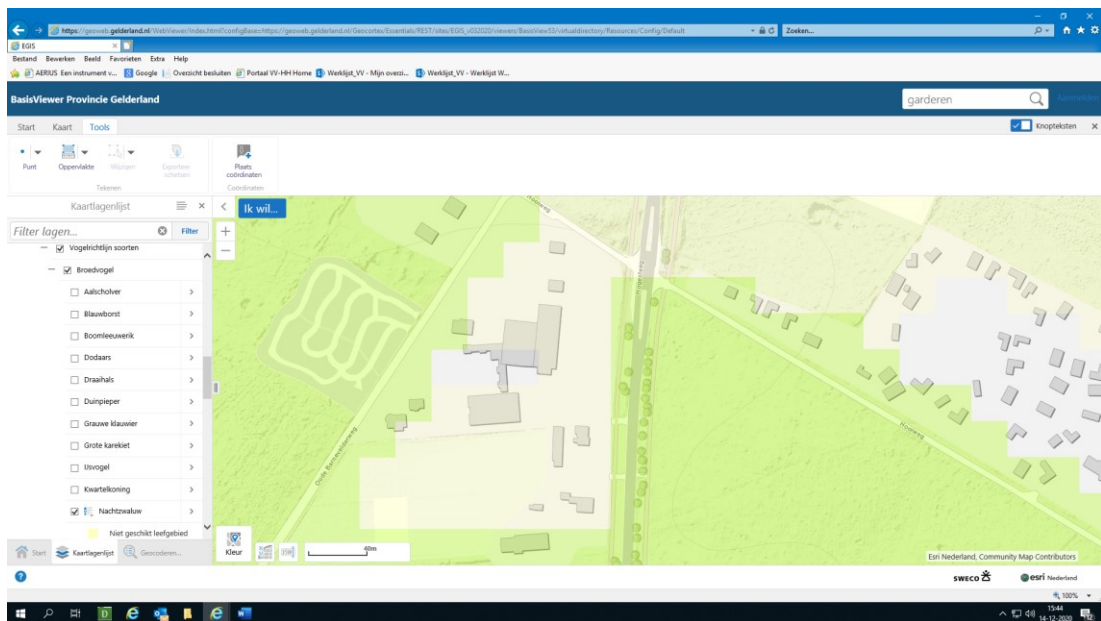 https://geoweb.gelderland.nl/WebViewer/Index.html?configBase=https://geoweb.gelderland.nl/Geocortex/Essentials/REST/sites/EGIS_v032020/viewers/BasisView53/virtualdirectory/Resources/Config/Default
Zoeken...
EGIS
Bestand Bewerken Beeld Favorieten Extra Help
AERIUS Een instrument v... Google Overzicht besluiten Portaal VV-HH Home Werklijst_VV - Mijn overzi... Werklijst_VV - Werklijst W...
BasisViewer Provincie Gelderland
garderen
Aanmelden
Start Kaart Tools
Knopteksten
Punt Oppervlakte Wijzigen Exporteer schetsen Plaats coördinaten
Tekenen Coördinaten
Kaartlagenlijst
Ik wil...
Filter lagen...
Filter
Vogelrichtlijn soorten
Broedvogel
Aalscholver
Blauwborst
Boomleeuwerik
Dodaars
Draaihals
Duinpieper
Grauwe klauwier
Grote karekiet
IJsvogel
Kwartelkoning
Nachtzwaluw
Niet geschikt leefgebied
Hooiweg
Oude Barneveldseweg
Hooiweg
Start Kaartlagenlijst Geocoderen...
Kleur
40m
Esri Nederland, Community Map Contributors
SWECO
esri Nederland
100%
15:44
14-12-2020